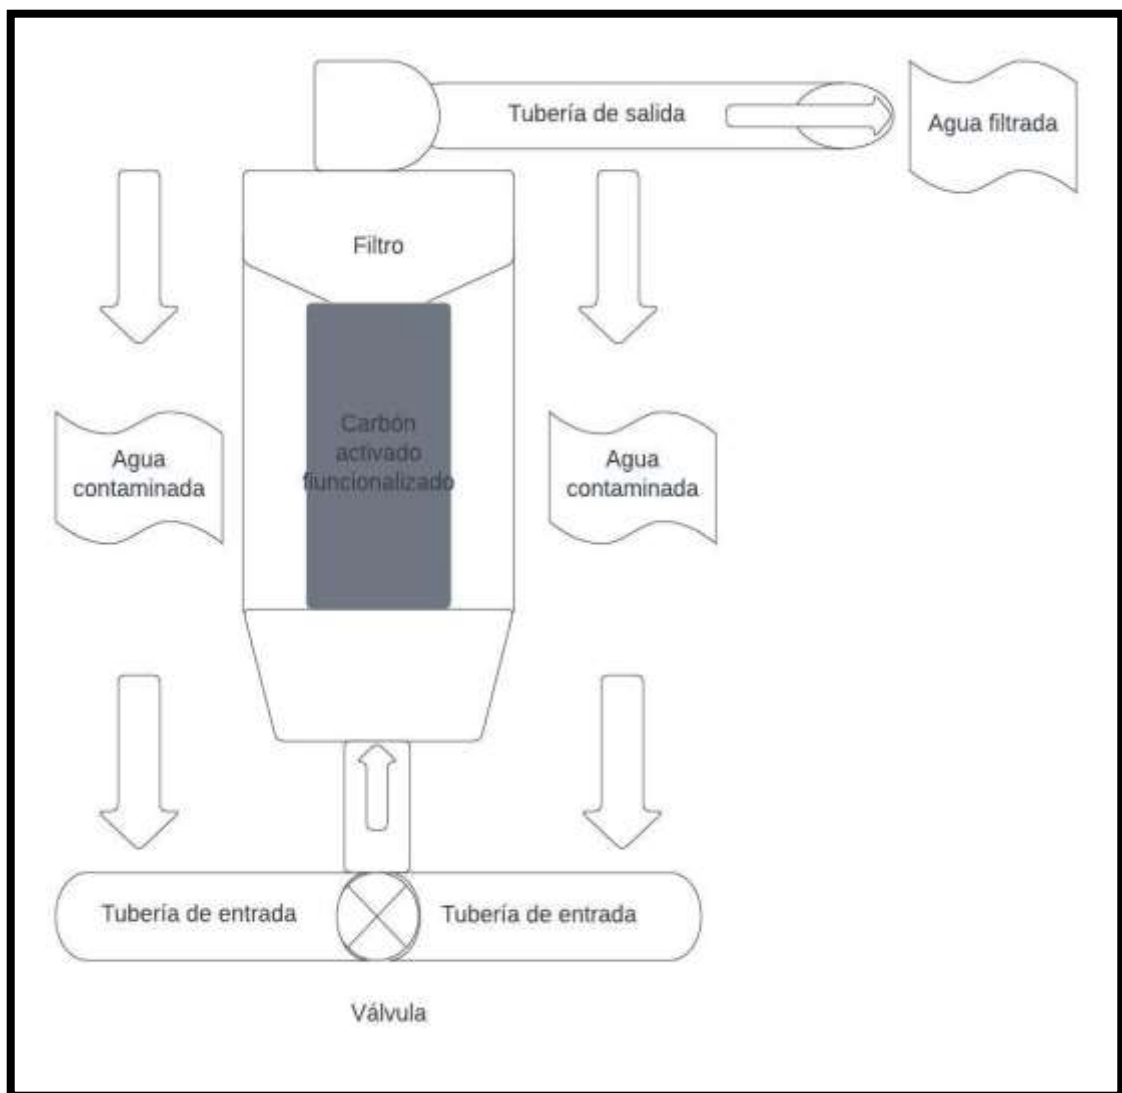 Tubería de salida
Agua filtrada
Filtro
Carbón
activado
fiuncionalizado
Agua
contaminada
Agua
contaminada
Tubería de entrada
Tubería de entrada
Válvula